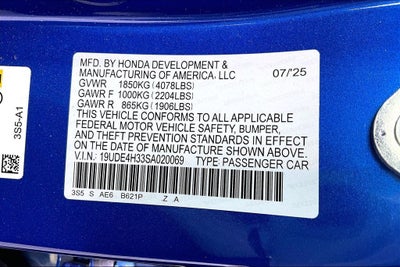 MFD. BY HONDA DEVELOPMENT &
MANUFACTURING OF AMERICA, LLC 07/'25
GVWR 1850KG(4078LBS)
GAWR F 1000KG(2204LBS)
GAWR R 865KG(1906LBS)
THIS VEHICLE CONFORMS TO ALL APPLICABLE
FEDERAL MOTOR VEHICLE SAFETY, BUMPER,
AND THEFT PREVENTION STANDARDS IN EFFECT
ON THE DATE OF MANUFACTURE SHOWN ABOVE.
V.I.N.: 19UDE4H33SA020069 TYPE: PASSENGER CAR
3S5 S AE6 B621P .Z .A
3S5-A1